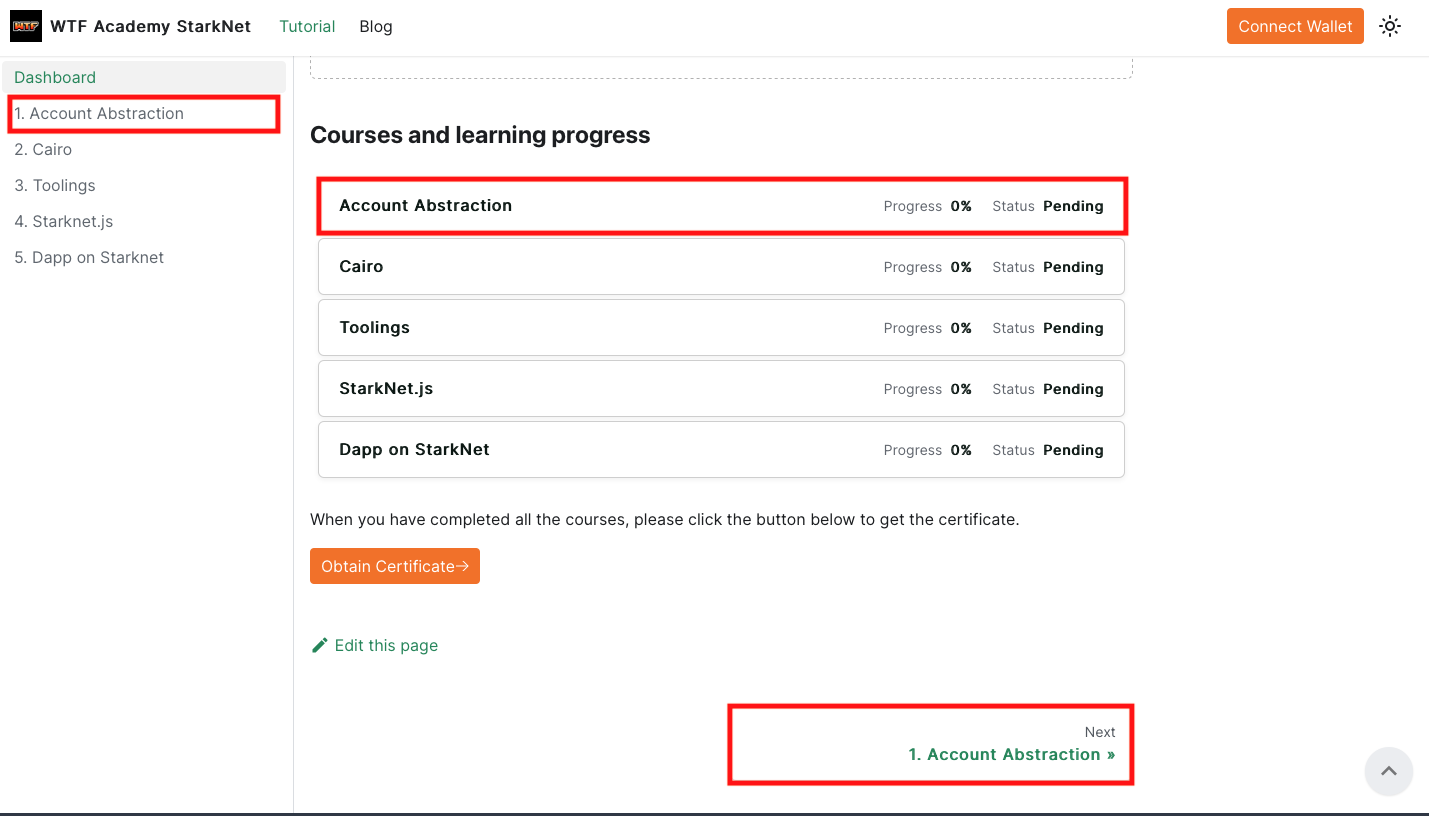 WTF WTF Academy StarkNet Tutorial Blog Connect Wallet
Dashboard
1. Account Abstraction
2. Cairo
3. Toolings
4. Starknet.js
5. Dapp on Starknet
Courses and learning progress
Account Abstraction Progress 0% Status Pending
Cairo Progress 0% Status Pending
Toolings Progress 0% Status Pending
StarkNet.js Progress 0% Status Pending
Dapp on StarkNet Progress 0% Status Pending
When you have completed all the courses, please click the button below to get the certificate.
Obtain Certificate→
Edit this page
Next
1. Account Abstraction »